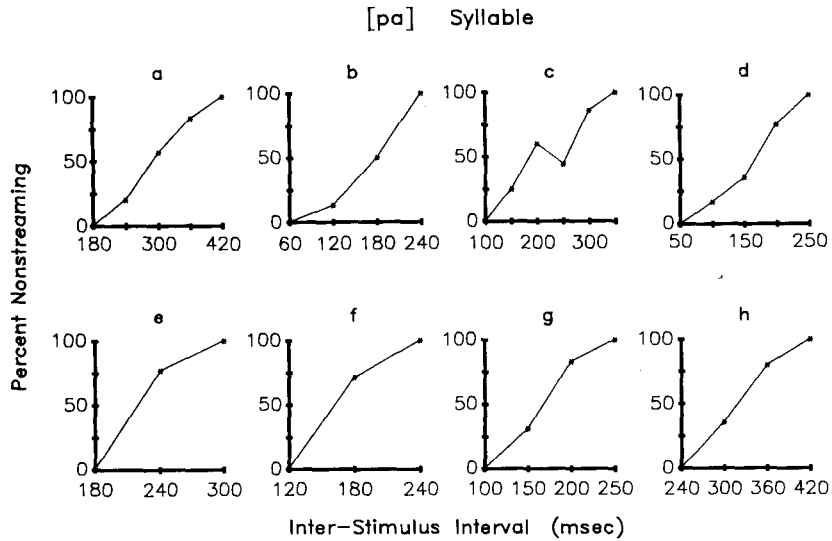 [pa] Syllable
a b c d
100 100 100 100
50 50 50 50
0 0 0 0
180 300 420 60 120 180 240 100 200 300 50 150 250
e f g h
100 100 100 100
50 50 50 50
0 0 0 0
180 240 300 120 180 240 100 150 200 250 240 300 360 420
Percent Nonstreaming
Inter-Stimulus Interval (msec)